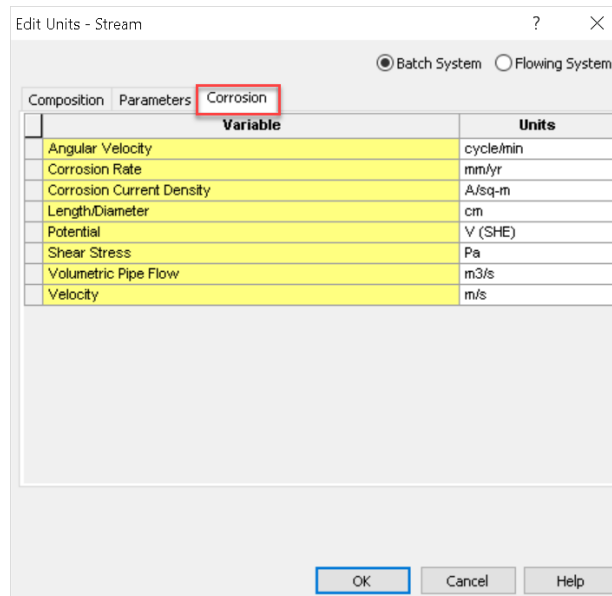 Edit Units - Stream ?
Batch System Flowing System
Composition Parameters Corrosion
Variable Units
Angular Velocity cycle/min
Corrosion Rate mm/yr
Corrosion Current Density A/sq-m
Length/Diameter cm
Potential V (SHE)
Shear Stress Pa
Volumetric Pipe Flow m3/s
Velocity m/s
OK Cancel Help